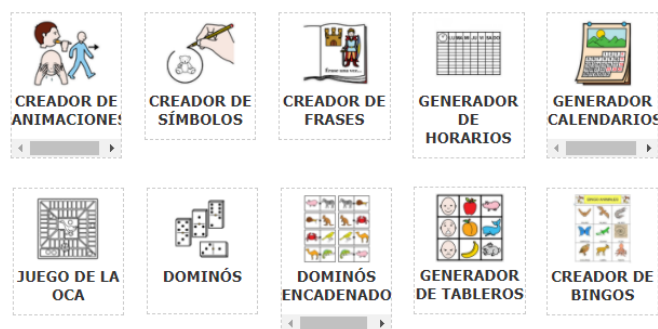 CREADOR DE
ANIMACIONES
CREADOR DE
SÍMBOLOS
CREADOR DE
FRASES
GENERADOR
DE
HORARIOS
GENERADOR
CALENDARIOS
JUEGO DE LA
OCA
DOMINÓS
DOMINÓS
ENCADENADO
GENERADOR
DE TABLEROS
CREADOR DE
BINGOS